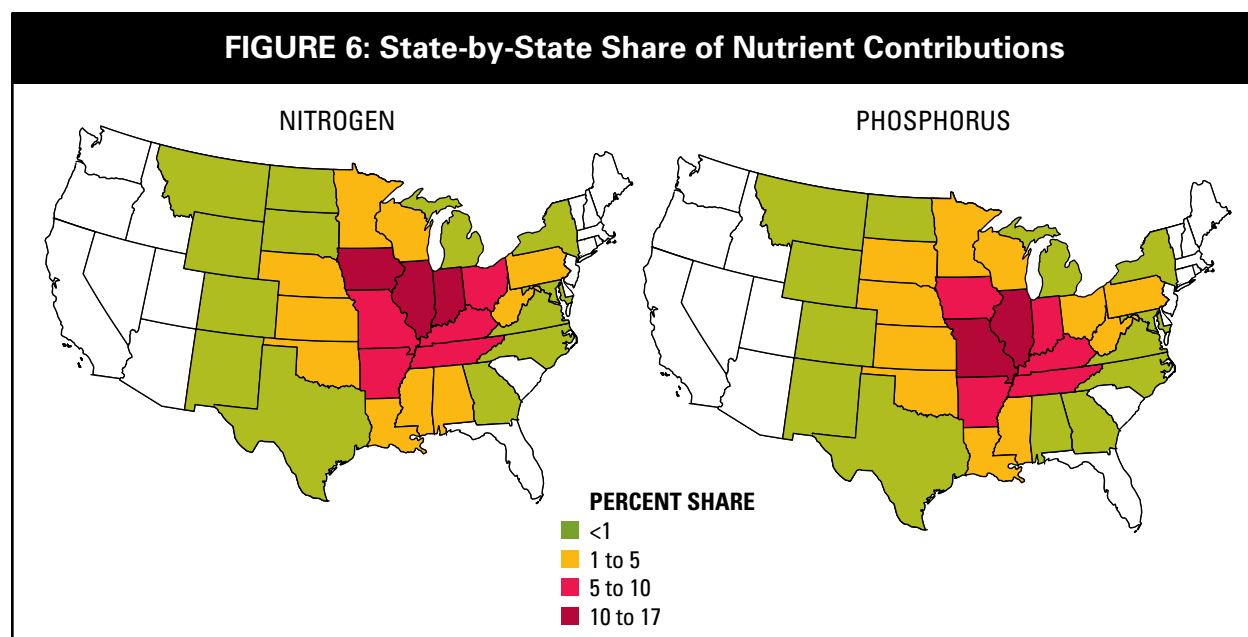 FIGURE 6: State-by-State Share of Nutrient Contributions
NITROGEN
PHOSPHORUS
PERCENT SHARE
<1
1 to 5
5 to 10
10 to 17